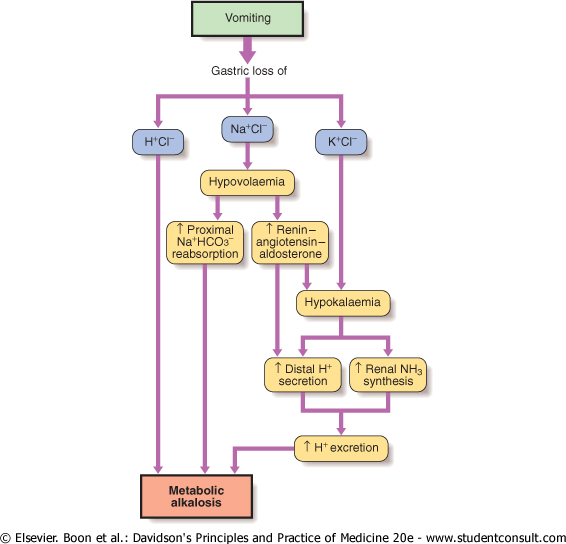 Vomiting
Gastric loss of
H⁺Cl⁻
Na⁺Cl⁻
K⁺Cl⁻
Hypovolaemia
↑ Proximal
Na⁺HCO₃⁻
reabsorption
↑ Renin–
angiotensin–
aldosterone
Hypokalaemia
↑ Distal H⁺
secretion
↑ Renal NH₃
synthesis
↑ H⁺ excretion
Metabolic
alkalosis
© Elsevier. Boon et al.: Davidson's Principles and Practice of Medicine 20e - www.studentconsult.com